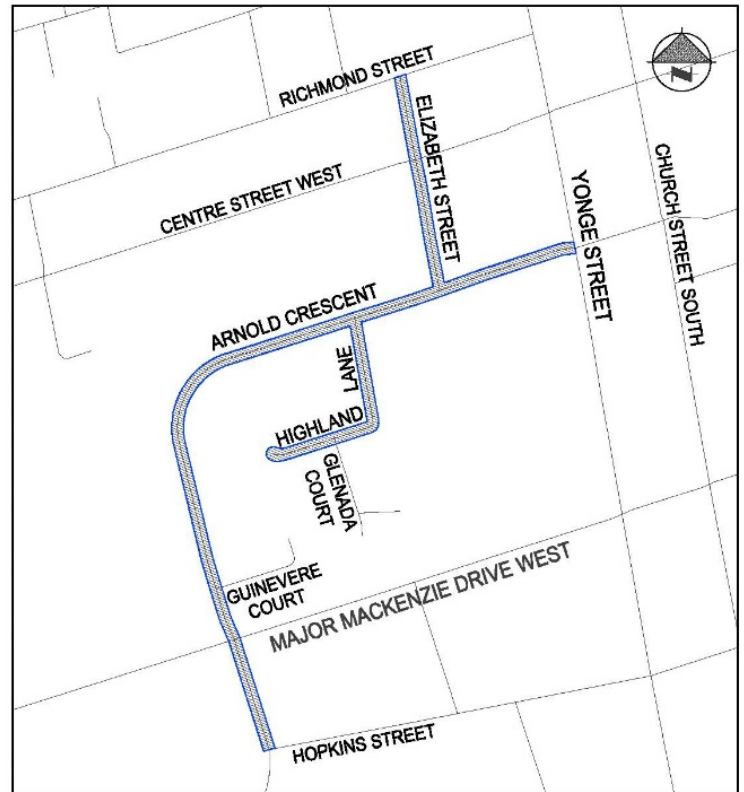 RICHMOND STREET
ELIZABETH STREET
CENTRE STREET WEST
CHURCH STREET SOUTH
YONGE STREET
ARNOLD CRESCENT
HIGHLAND
LANE
GLENADA
COURT
GUINEVERE
COURT
MAJOR MACKENZIE DRIVE WEST
HOPKINS STREET
N